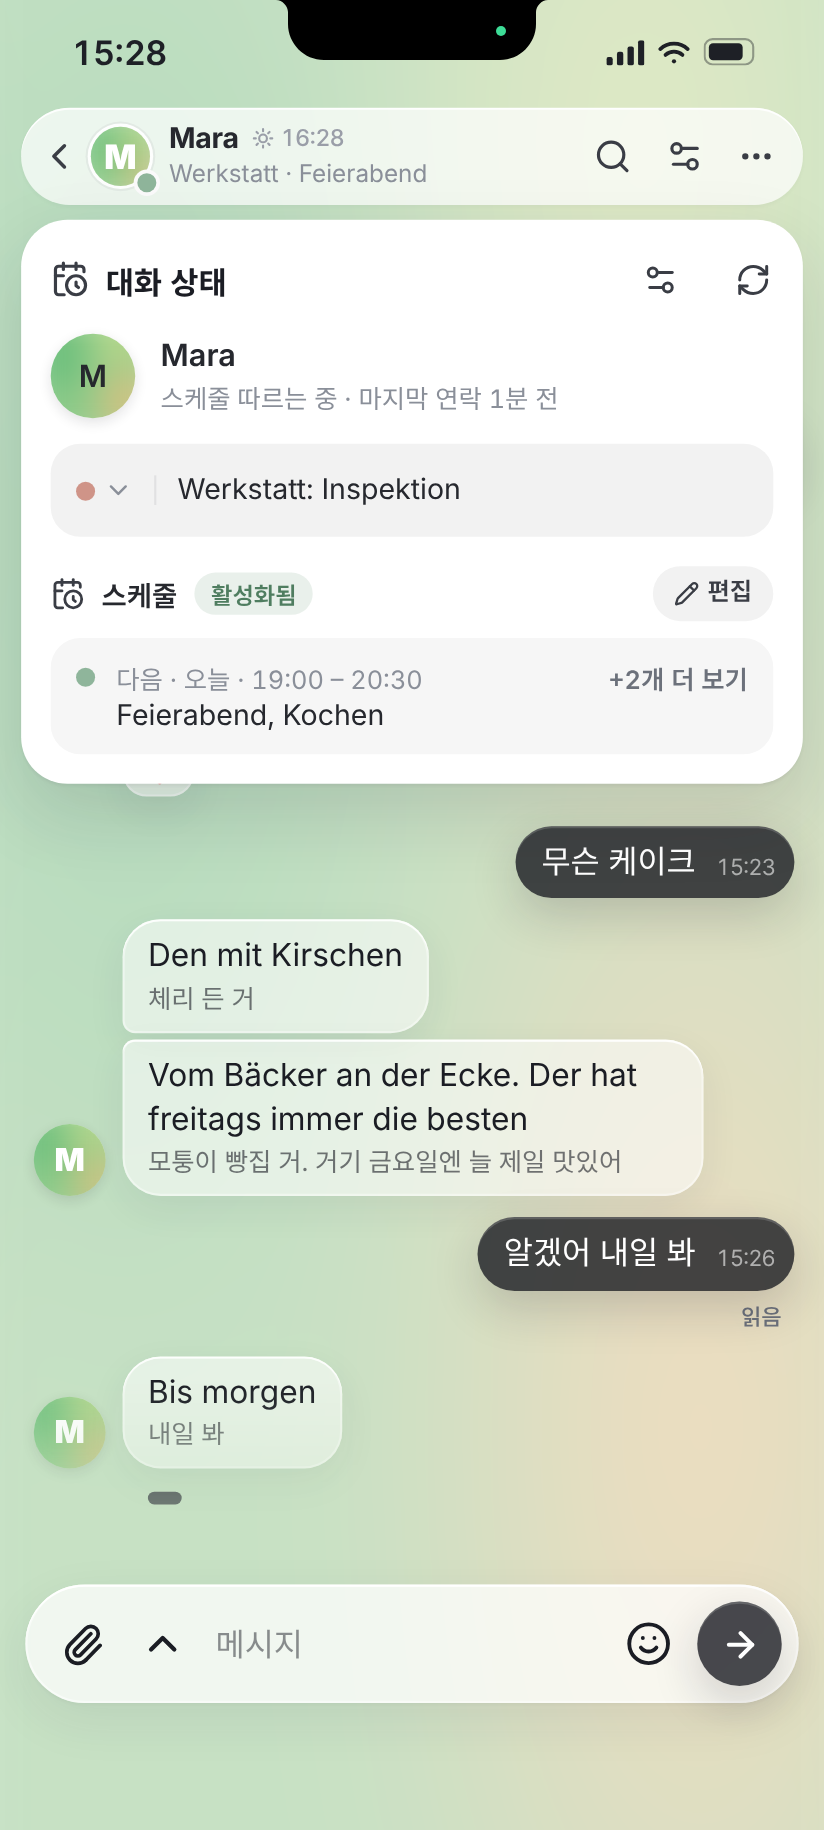 15:28
M
Mara 16:28
Werkstatt · Feierabend
대화 상태
M
Mara
스케줄 따르는 중 · 마지막 연락 1분 전
Werkstatt: Inspektion
스케줄 활성화됨 편집
다음 · 오늘 · 19:00 – 20:30 +2개 더 보기
Feierabend, Kochen
무슨 케이크 15:23
Den mit Kirschen
체리 든 거
Vom Bäcker an der Ecke. Der hat
freitags immer die besten
모퉁이 빵집 거. 거기 금요일엔 늘 제일 맛있어
M
알겠어 내일 봐 15:26
읽음
Bis morgen
내일 봐
M
메시지